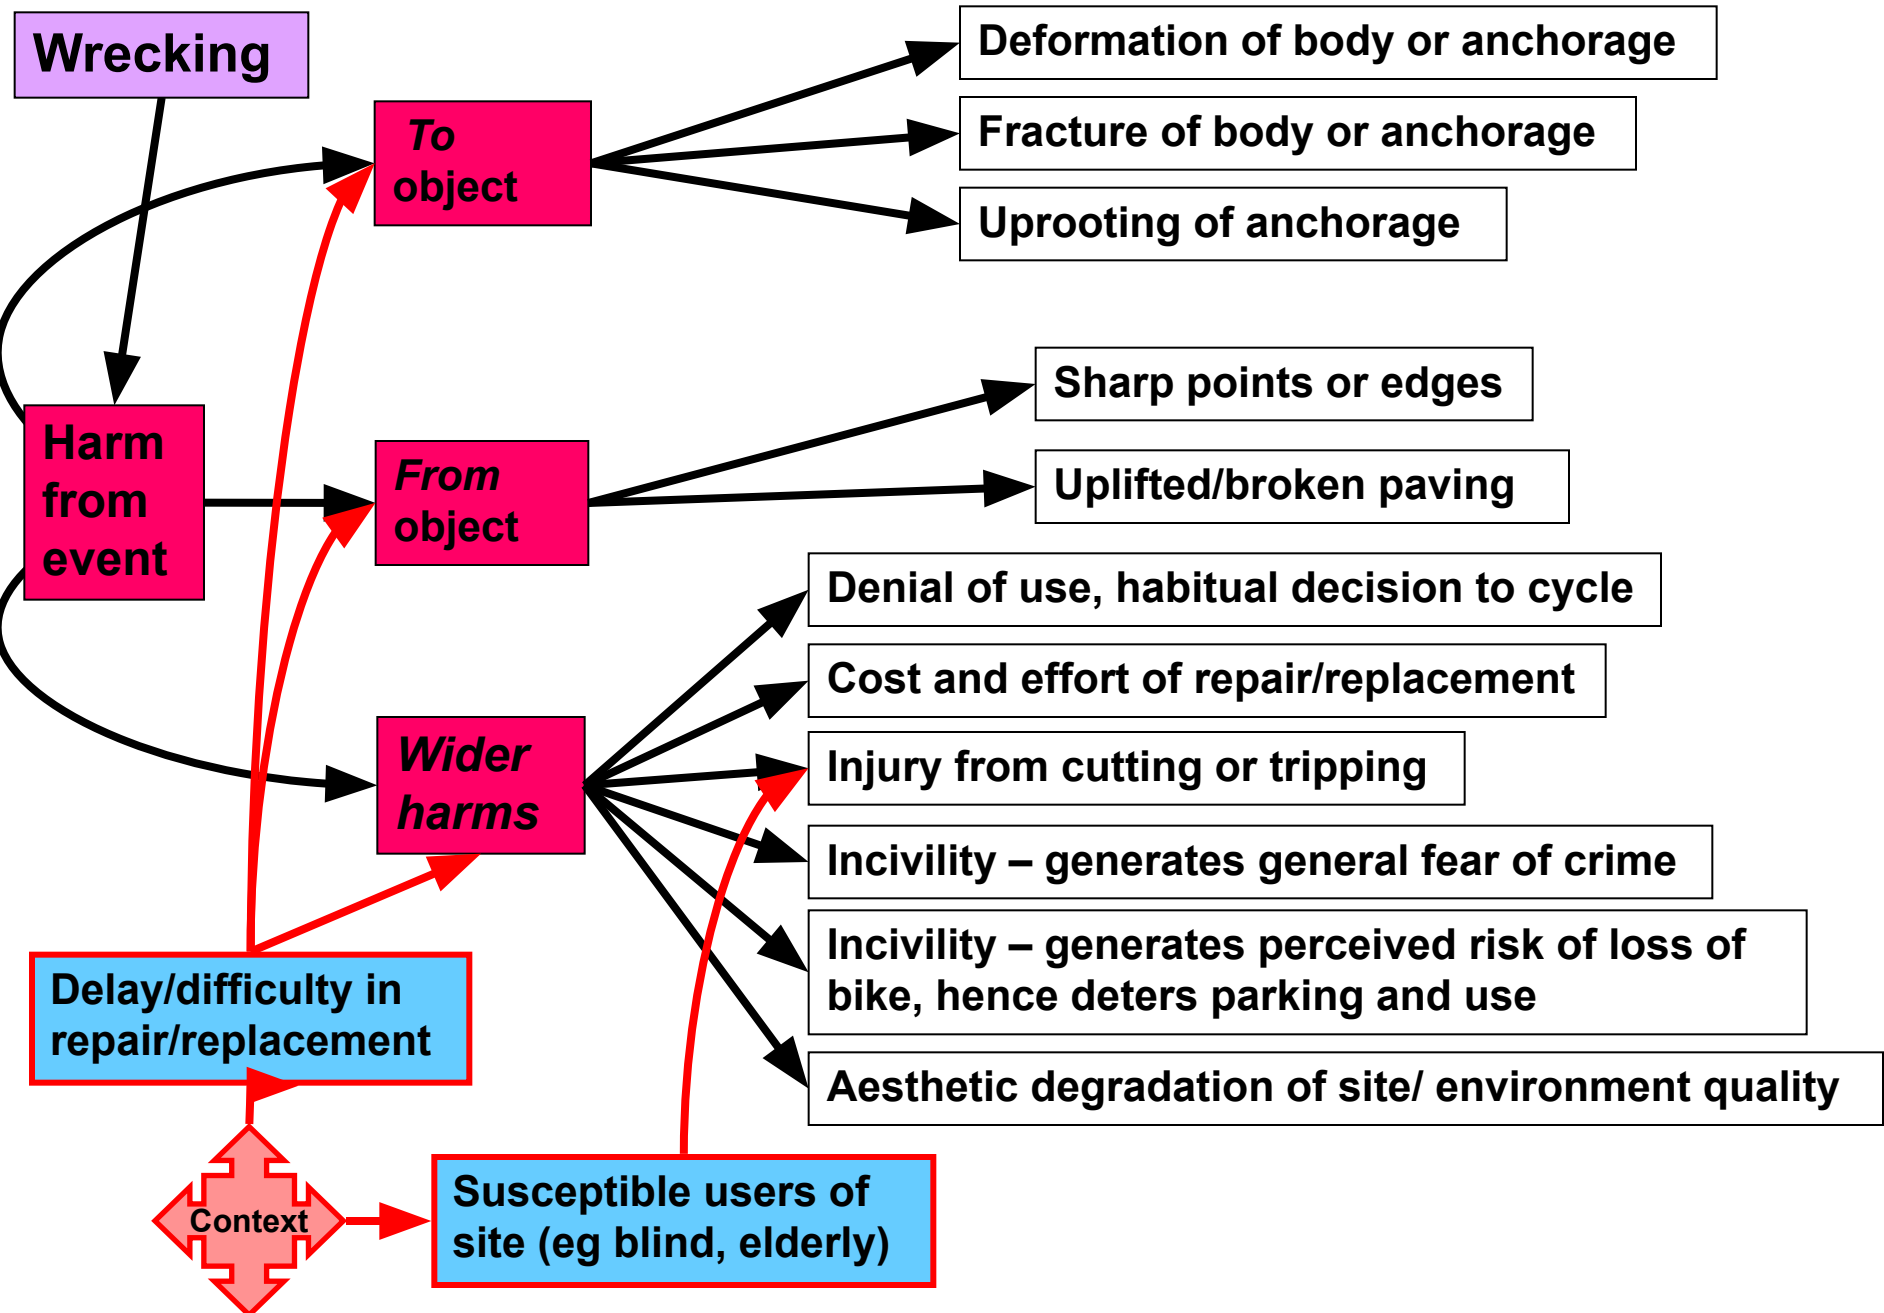 Wrecking
Deformation of body or anchorage
To
object
Fracture of body or anchorage
Uprooting of anchorage
Sharp points or edges
Harm
from
event
From
object
Uplifted/broken paving
Denial of use, habitual decision to cycle
Cost and effort of repair/replacement
Wider
harms
Injury from cutting or tripping
Incivility – generates general fear of crime
Incivility – generates perceived risk of loss of
bike, hence deters parking and use
Delay/difficulty in
repair/replacement
Aesthetic degradation of site/ environment quality
Context
Susceptible users of
site (eg blind, elderly)